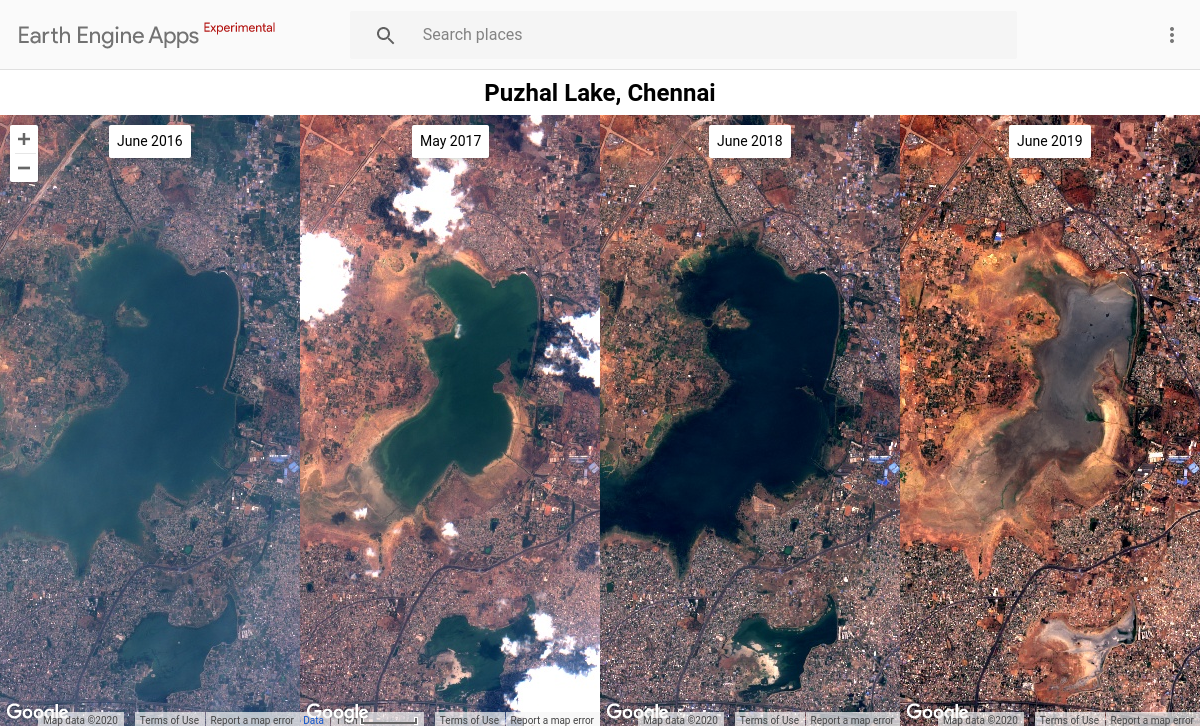 Earth Engine Apps Experimental
Search places
Puzhal Lake, Chennai
June 2016
May 2017
June 2018
June 2019
Google Map data ©2020 Terms of Use Report a map error
Google Data Terms of Use Report a map error
Google Map data ©2020 Terms of Use Report a map error
Google Map data ©2020 Terms of Use Report a map error